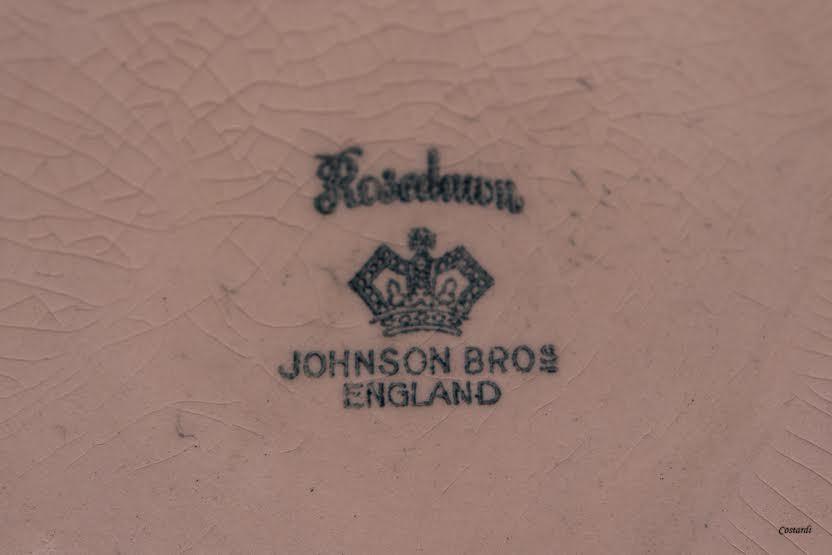 Rosedawn
JOHNSON BROS
ENGLAND
Costardi